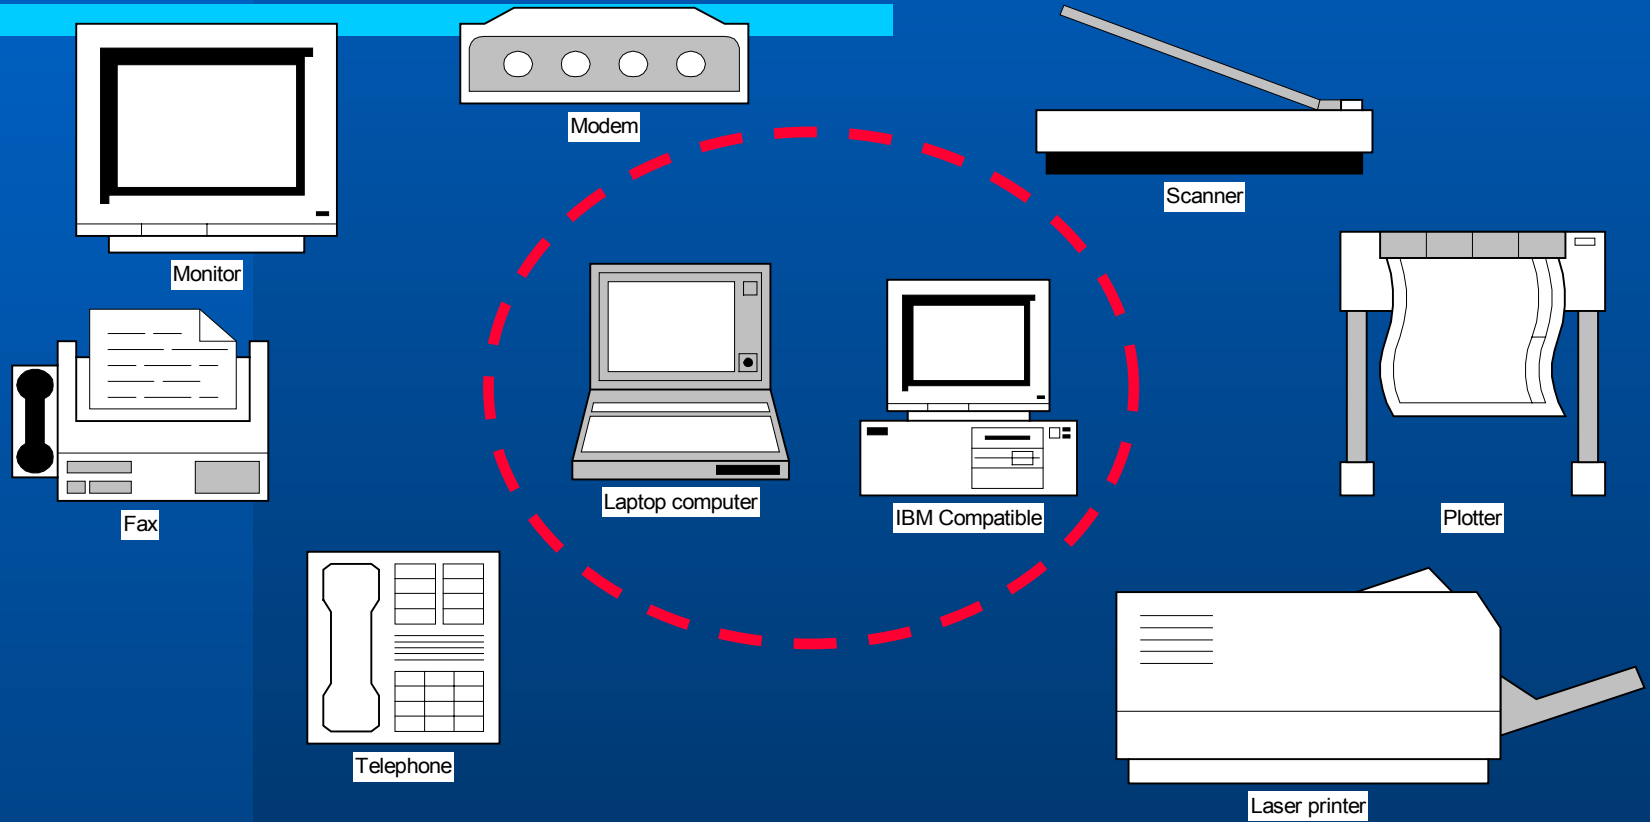 Modem
Scanner
Monitor
Laptop computer
IBM Compatible
Plotter
Fax
Telephone
Laser printer